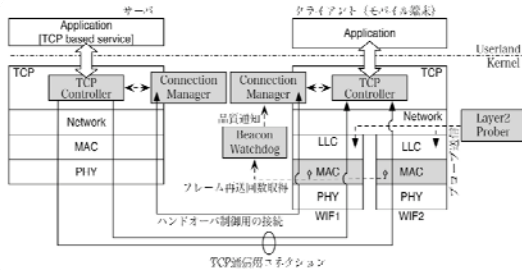 サーバ
クライアント（モバイル端末）
Application
[TCP based service]
Application
Userland
Kernel
TCP
TCP
Controller
Connection
Manager
Connection
Manager
TCP
Controller
TCP
Network
MAC
PHY
品質通知
Beacon
Watchdog
フレーム再送回数取得
ハンドオーバ制御用の接続
Network
LLC
LLC
MAC
MAC
PHY
PHY
WIF1
WIF2
Layer2
Prober
プローブ送信
TCP通信用コネクション